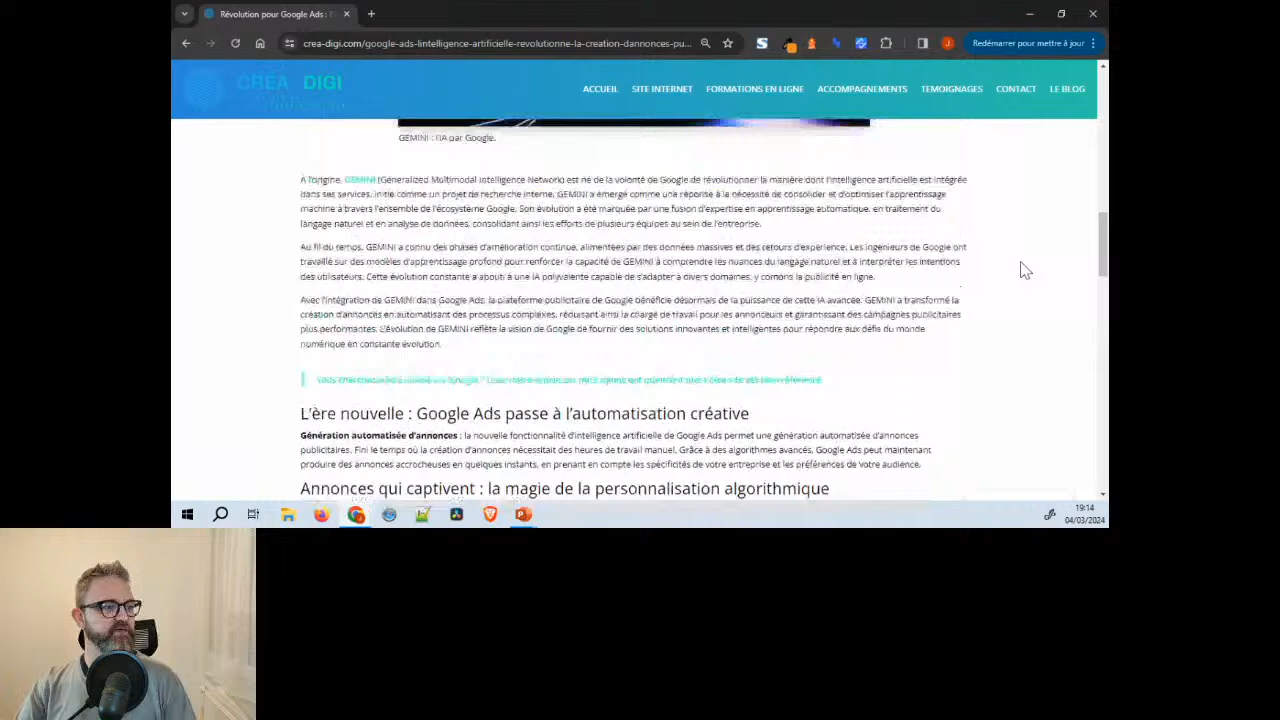 Révolution pour Google Ads :
crea-digi.com/google-ads-lintelligence-artificielle-revolutionne-la-creation-dannonces-pu...
Redémarrer pour mettre à jour
CREA DIGI
ACCUEIL SITE INTERNET FORMATIONS EN LIGNE ACCOMPAGNEMENTS TEMOIGNAGES CONTACT LE BLOG
GEMINI : l'IA par Google.
A l'origine, GEMINI (Generalized Multimodal Intelligence Network) est né de la volonté de Google de révolutionner la manière dont l'intelligence artificielle est intégrée
dans ses services. Initié comme un projet de recherche interne, GEMINI a émergé comme une réponse à la nécessité de consolider et d'optimiser l'apprentissage
machine à travers l'ensemble de l'écosystème Google. Son évolution a été marquée par une fusion d'expertise en apprentissage automatique, en traitement du
langage naturel et en analyse de données, consolidant ainsi les efforts de plusieurs équipes au sein de l'entreprise.
Au fil du temps, GEMINI a connu des phases d'amélioration continue, alimentées par des données massives et des retours d'expérience. Les ingénieurs de Google ont
travaillé sur des modèles d'apprentissage profond pour renforcer la capacité de GEMINI à comprendre les nuances du langage naturel et à interpréter les intentions
des utilisateurs. Cette évolution constante a abouti à une IA polyvalente capable de s'adapter à divers domaines, y compris la publicité en ligne.
Avec l'intégration de GEMINI dans Google Ads, la plateforme publicitaire de Google bénéficie désormais de la puissance de cette IA avancée. GEMINI a transformé la
création d'annonces en automatisant des processus complexes, réduisant ainsi la charge de travail pour les annonceurs et garantissant des campagnes publicitaires
plus performantes. L'évolution de GEMINI reflète la vision de Google de fournir des solutions innovantes et intelligentes pour répondre aux défis du monde
numérique en constante évolution.
L'ère nouvelle : Google Ads passe à l'automatisation créative
Génération automatisée d'annonces : la nouvelle fonctionnalité d'intelligence artificielle de Google Ads permet une génération automatisée d'annonces
publicitaires. Fini le temps où la création d'annonces nécessitait des heures de travail manuel. Grâce à des algorithmes avancés, Google Ads peut maintenant
produire des annonces accrocheuses en quelques instants, en prenant en compte les spécificités de votre entreprise et les préférences de votre audience.
Annonces qui captivent : la magie de la personnalisation algorithmique
19:14
04/03/2024